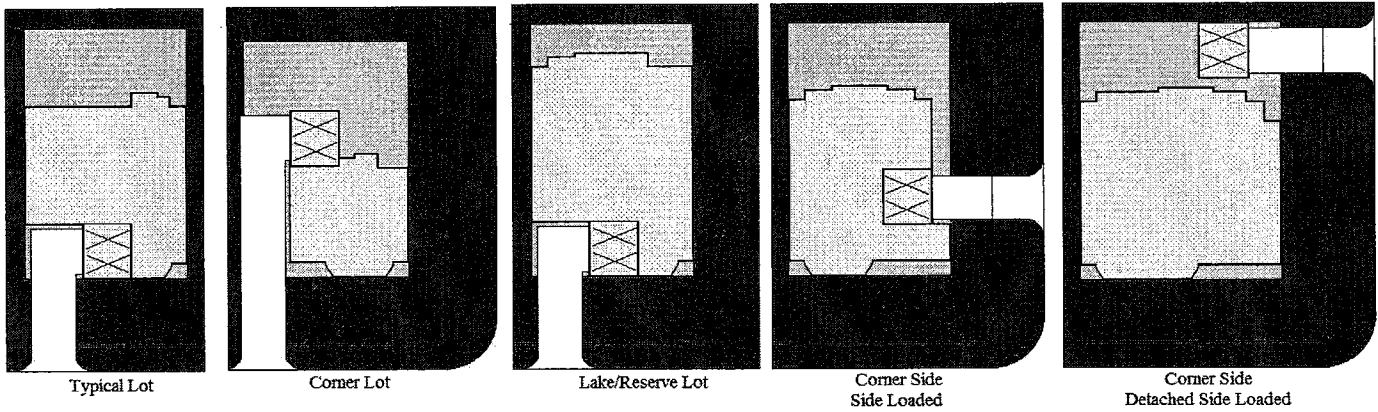 Typical Lot
Corner Lot
Lake/Reserve Lot
Corner Side
Side Loaded
Corner Side
Detached Side Loaded